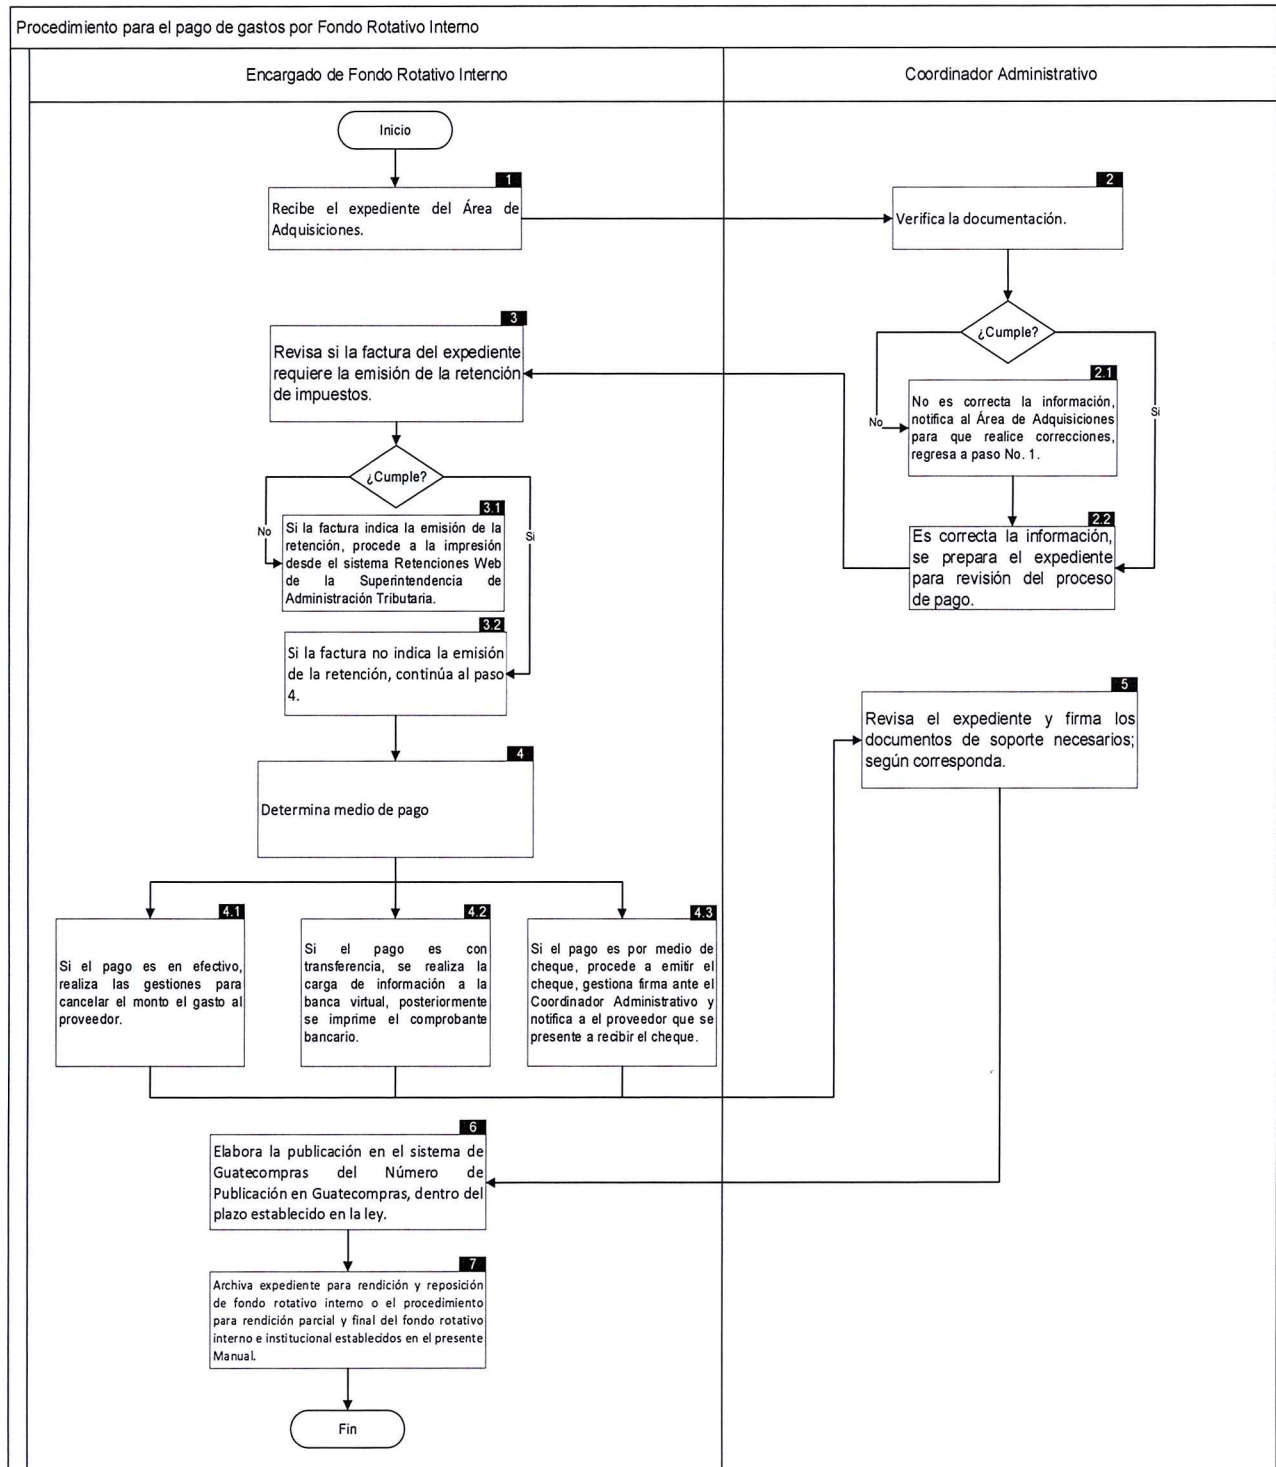 Procedimiento para el pago de gastos por Fondo Rotativo Interno
Encargado de Fondo Rotativo Interno
Coordinador Administrativo
Inicio
1
Recibe el expediente del Área de
Adquisiciones.
2
Verifica la documentación.
¿Cumple?
No
Si
2.1
No es correcta la información,
notifica al Área de Adquisiciones
para que realice correcciones,
regresa a paso No. 1.
2.2
Es correcta la información,
se prepara el expediente
para revisión del proceso
de pago.
3
Revisa si la factura del expediente
requiere la emisión de la retención
de impuestos.
¿Cumple?
No
Si
3.1
Si la factura indica la emisión de la
retención, procede a la impresión
desde el sistema Retenciones Web
de la Superintendencia de
Administración Tributaria.
3.2
Si la factura no indica la emisión
de la retención, continúa al paso
4.
4
Determina medio de pago
4.1
Si el pago es en efectivo,
realiza las gestiones para
cancelar el monto el gasto al
proveedor.
4.2
Si el pago es con
transferencia, se realiza la
carga de información a la
banca virtual, posteriormente
se imprime el comprobante
bancario.
4.3
Si el pago es por medio de
cheque, procede a emitir el
cheque, gestiona firma ante el
Coordinador Administrativo y
notifica a el proveedor que se
presente a recibir el cheque.
5
Revisa el expediente y firma los
documentos de soporte necesarios;
según corresponda.
6
Elabora la publicación en el sistema de
Guatecompras del Número de
Publicación en Guatecompras, dentro del
plazo establecido en la ley.
7
Archiva expediente para rendición y reposición
de fondo rotativo interno o el procedimiento
para rendición parcial y final del fondo rotativo
interno e institucional establecidos en el presente
Manual.
Fin